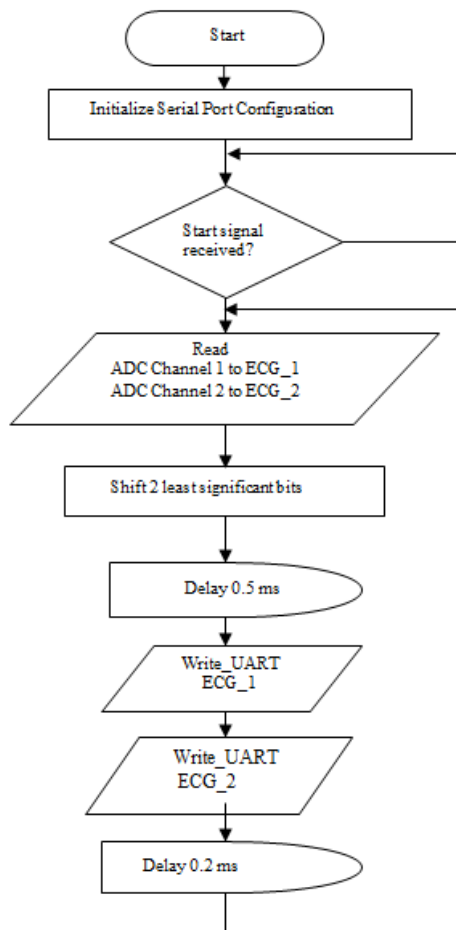 Start
Initialize Serial Port Configuration
Start signal
received?
Read
ADC Channel 1 to ECG_1
ADC Channel 2 to ECG_2
Shift 2 least significant bits
Delay 0.5 ms
Write_UART
ECG_1
Write_UART
ECG_2
Delay 0.2 ms